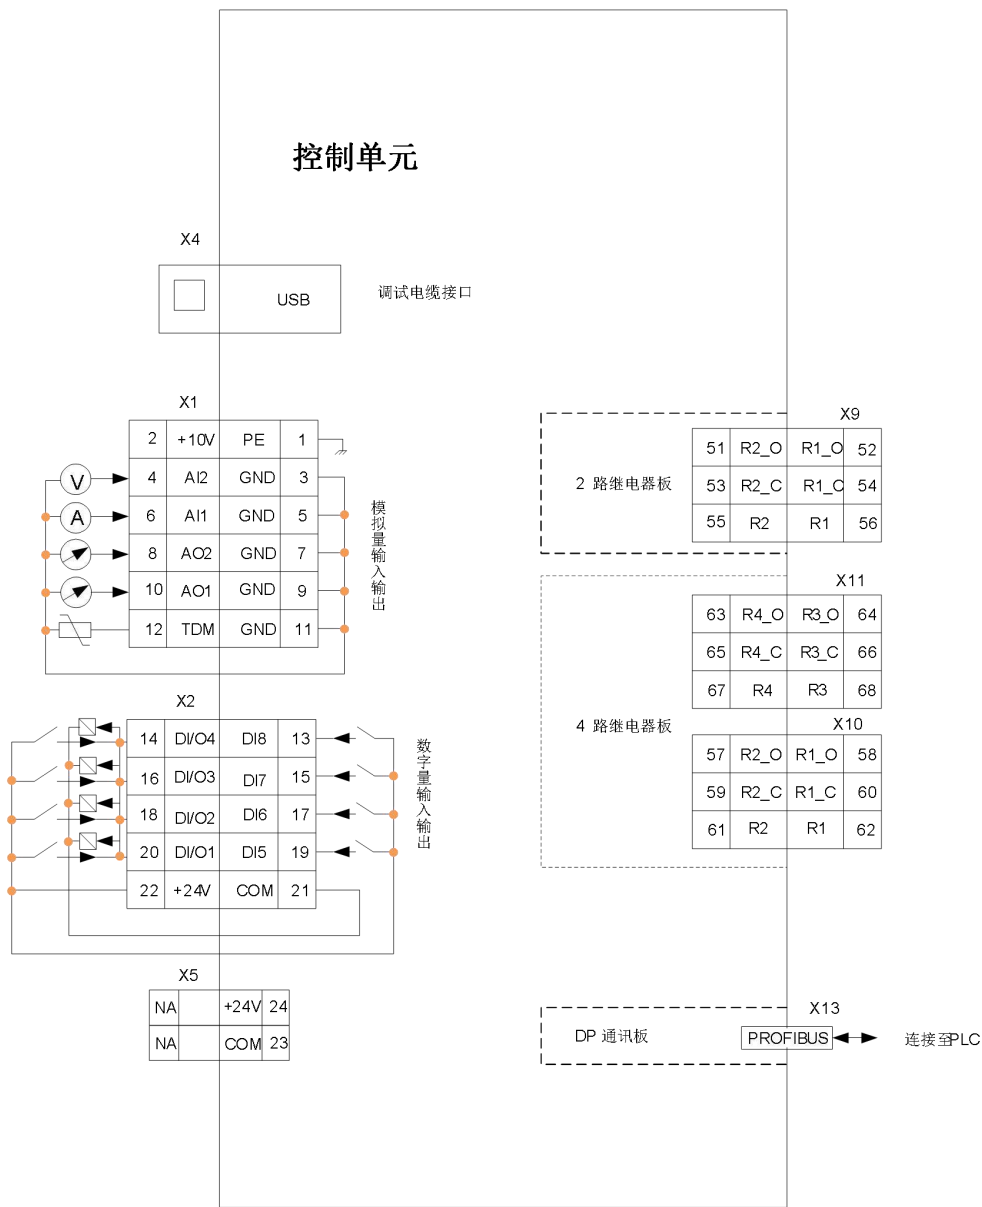 控制单元
X4
USB
调试电缆接口
X1
2 +10V PE 1
V 4 AI2 GND 3
A 6 AI1 GND 5
8 AO2 GND 7
10 AO1 GND 9
12 TDM GND 11
模拟量输入输出
X2
14 DI/O4 DI8 13
16 DI/O3 DI7 15
18 DI/O2 DI6 17
20 DI/O1 DI5 19
22 +24V COM 21
数字量输入输出
X5
NA +24V 24
NA COM 23
X9
51 R2_O R1_O 52
2 路继电器板
53 R2_C R1_C 54
55 R2 R1 56
X11
63 R4_O R3_O 64
65 R4_C R3_C 66
67 R4 R3 68
4 路继电器板
X10
57 R2_O R1_O 58
59 R2_C R1_C 60
61 R2 R1 62
X13
DP 通讯板
PROFIBUS
连接至PLC